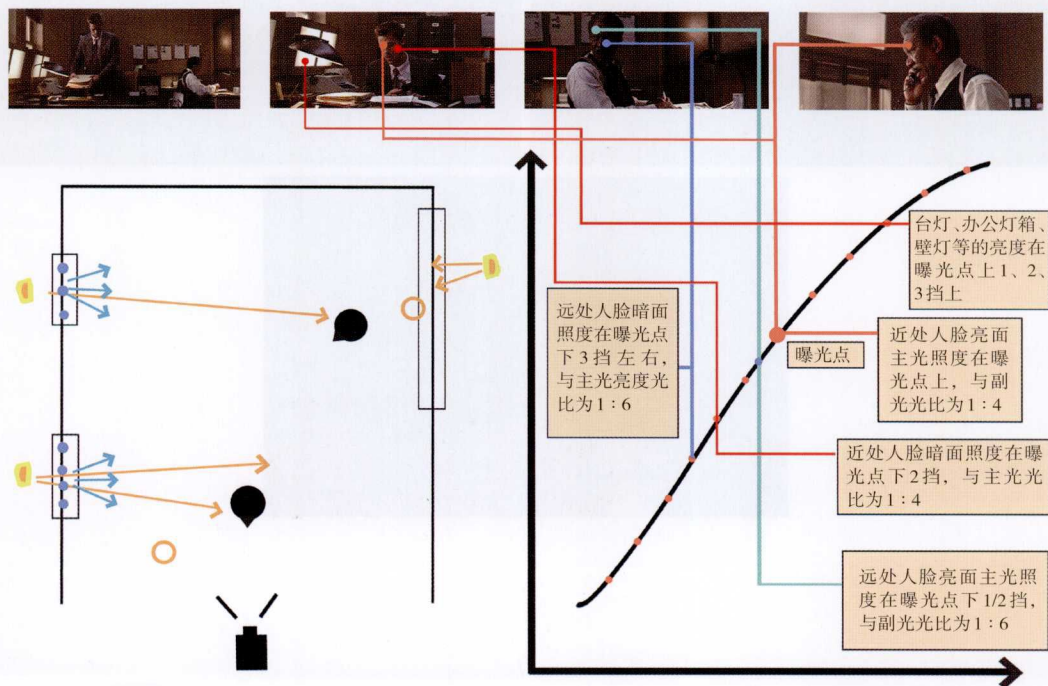 台灯、办公灯箱、
壁灯等的亮度在
曝光点上1、2、
3挡上
远处人脸暗面
照度在曝光点
下3挡左右，
与主光亮度光
比为1：6
曝光点
近处人脸亮面
主光照度在曝
光点上，与副
光光比为1：4
近处人脸暗面照度在曝
光点下2挡，与主光光
比为1：4
远处人脸亮面主光照
度在曝光点下1/2挡，
与副光光比为1：6